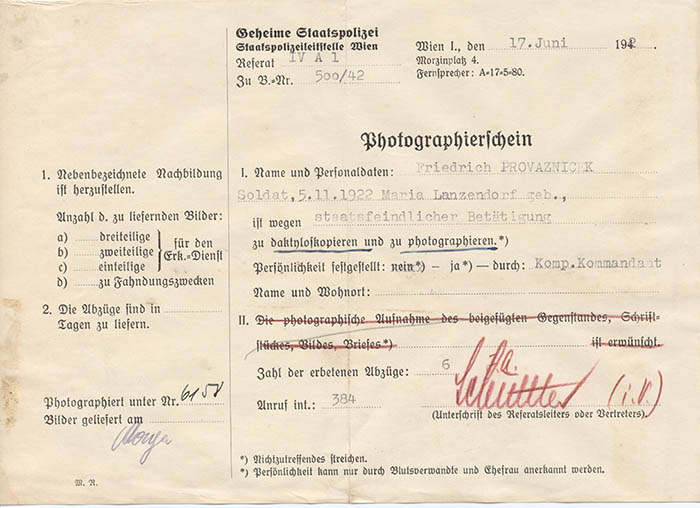 Geheime Staatspolizei
Staatspolizeileitstelle Wien
Referat IV A 1
Zu B.-Nr. 500/42
Wien I., den 17. Juni 1942.
Morzinplatz 4.
Fernsprecher: A=17=5=80.
Photographierschein
1. Nebenbezeichnete Nachbildung
ist herzustellen.
Anzahl d. zu liefernden Bilder:
a) ........ dreiteilige
b) ........ zweiteilige
c) ........ einteilige
für den
Erk.=Dienst
d) ........ zu Fahndungszwecken
2. Die Abzüge sind in ............
Tagen zu liefern.
Photographiert unter Nr.
Bilder geliefert am
M. R.
I. Name und Personaldaten: Friedrich PROVAZNICEK
Soldat, 5.11.1922 Maria Lanzendorf geb.,
ist wegen staatsfeindlicher Betätigung
zu daktyloskopieren und zu photographieren.*)
Persönlichkeit festgestellt: nein*) – ja*) – durch: Komp.Kommandant
Name und Wohnort:
II. Die photographische Aufnahme des beigefügten Gegenstandes, Schrift=
stückes, Bildes, Briefes*) ist erwünscht.
Zahl der erbetenen Abzüge: 6
Anruf int.: 384
(i.V.)
(Unterschrift des Referatsleiters oder Vertreters).
*) Nichtzutreffendes streichen.
*) Persönlichkeit kann nur durch Blutsverwandte und Ehefrau anerkannt werden.